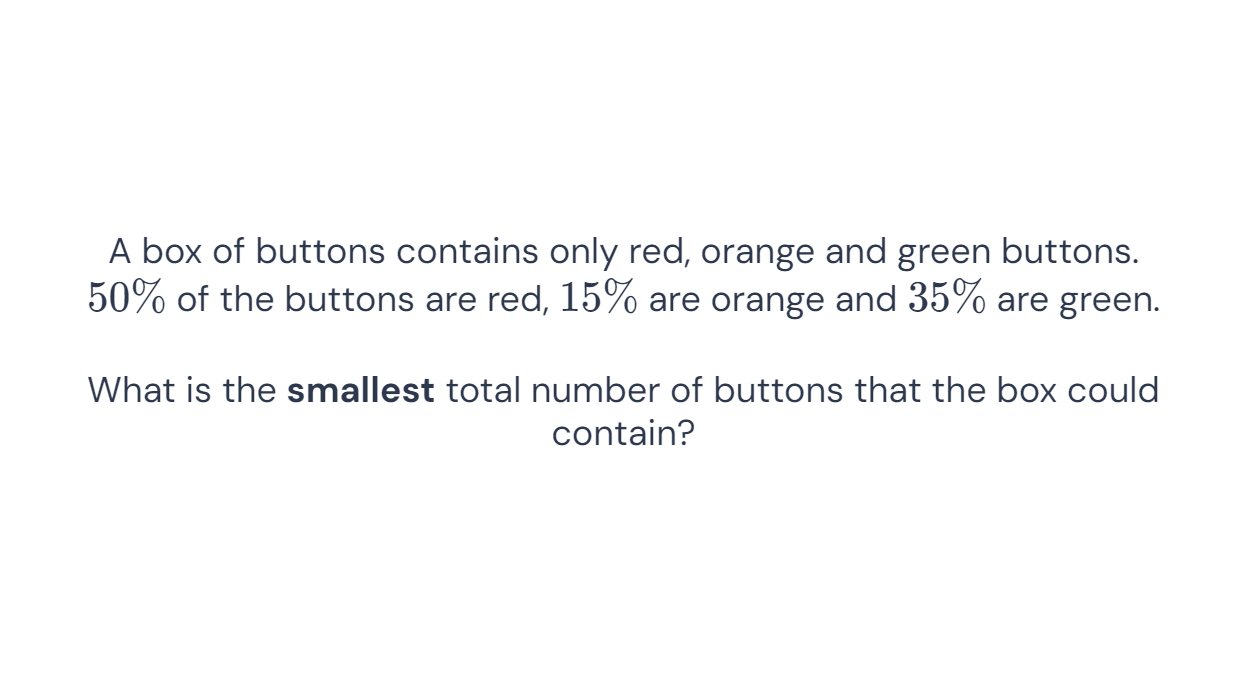 A box of buttons contains only red, orange and green buttons.
50% of the buttons are red, 15% are orange and 35% are green.
What is the smallest total number of buttons that the box could
contain?